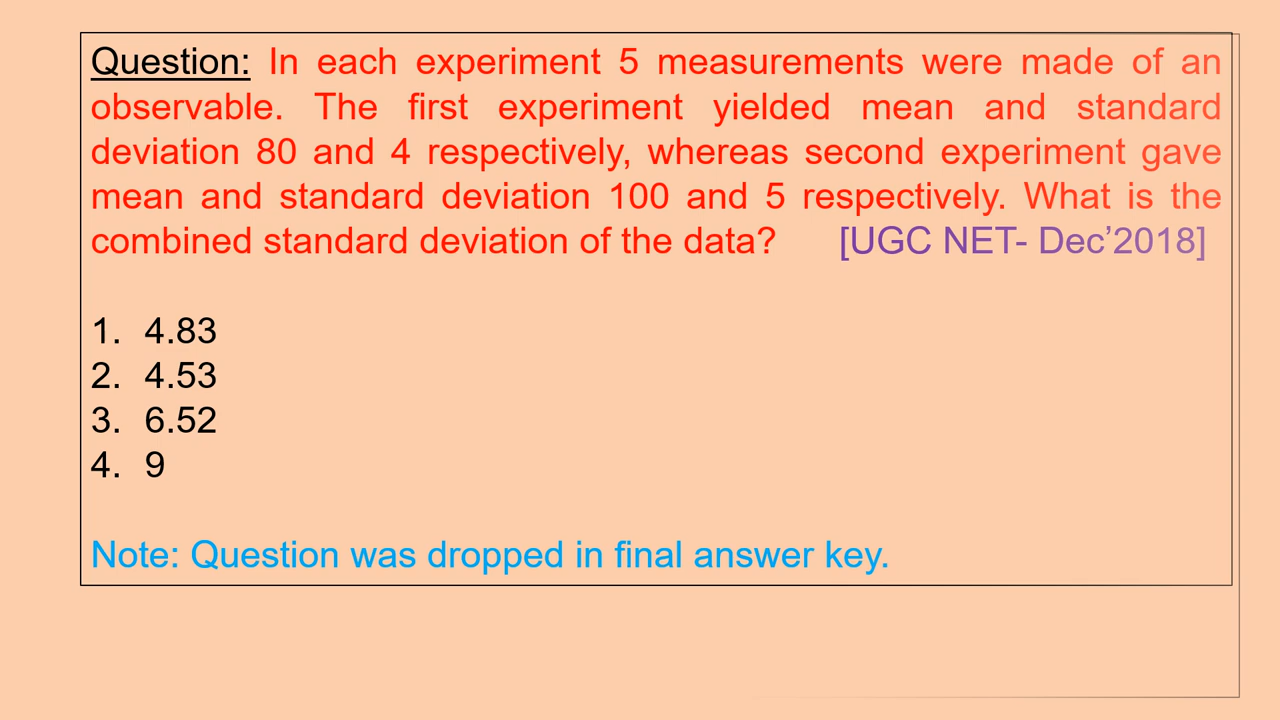 Question: In each experiment 5 measurements were made of an
observable. The first experiment yielded mean and standard
deviation 80 and 4 respectively, whereas second experiment gave
mean and standard deviation 100 and 5 respectively. What is the
combined standard deviation of the data? [UGC NET- Dec’2018]
1. 4.83
2. 4.53
3. 6.52
4. 9
Note: Question was dropped in final answer key.